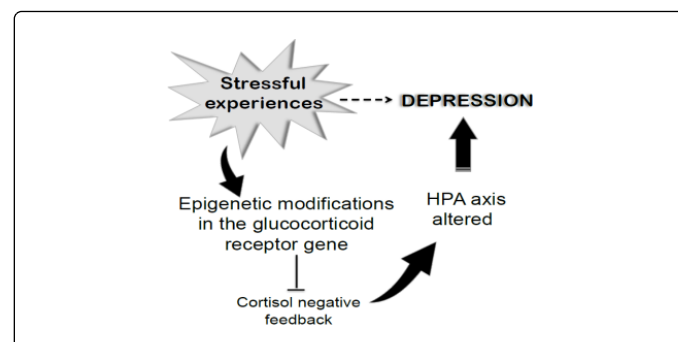 Stressful
experiences
DEPRESSION
Epigenetic modifications
in the glucocorticoid
receptor gene
HPA axis
altered
Cortisol negative
feedback